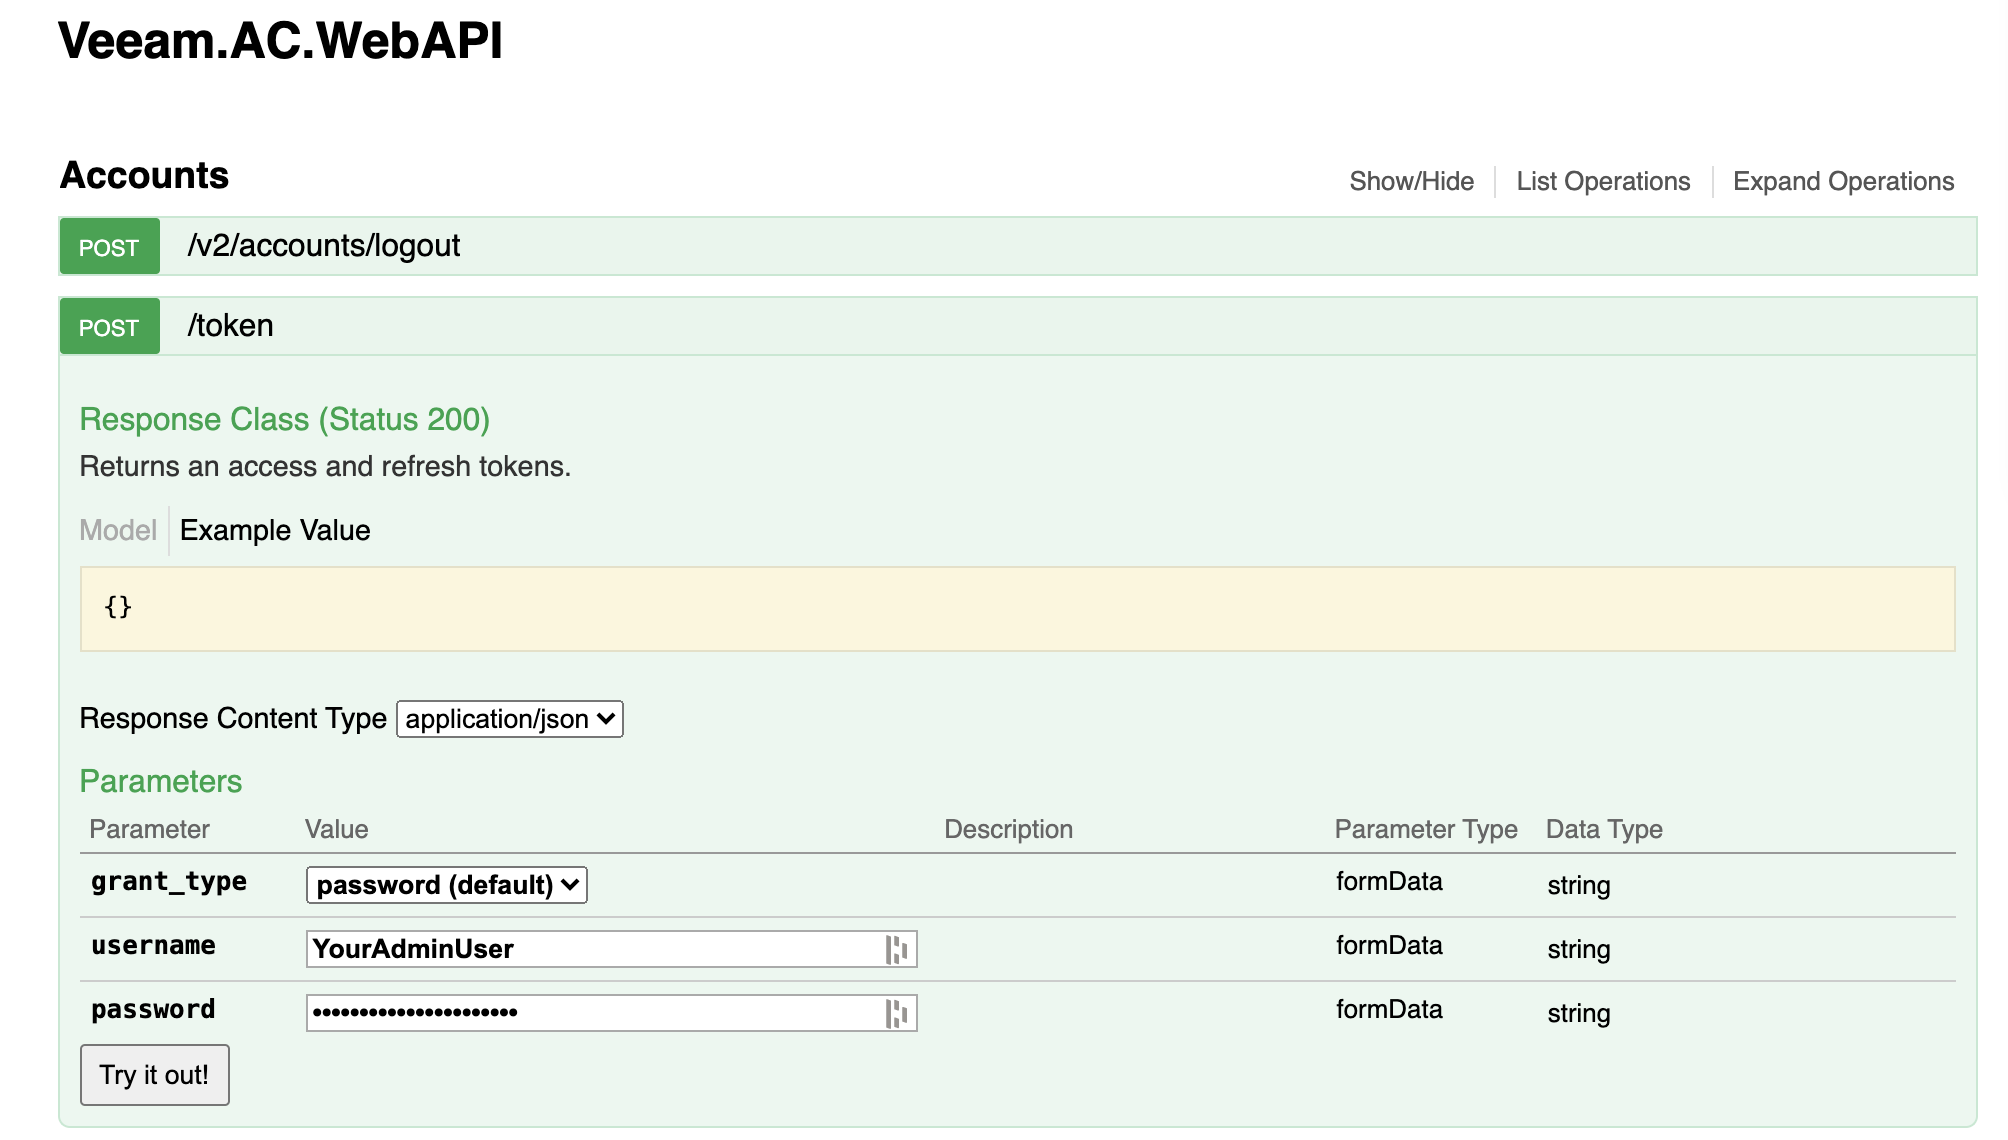 Veeam.AC.WebAPI
Accounts
Show/Hide List Operations Expand Operations
POST /v2/accounts/logout
POST /token
Response Class (Status 200)
Returns an access and refresh tokens.
Model Example Value
{}
Response Content Type application/json
Parameters
Parameter Value Description Parameter Type Data Type
grant_type password (default) formData string
username YourAdminUser formData string
password •••••••••••••••••••••• formData string
Try it out!